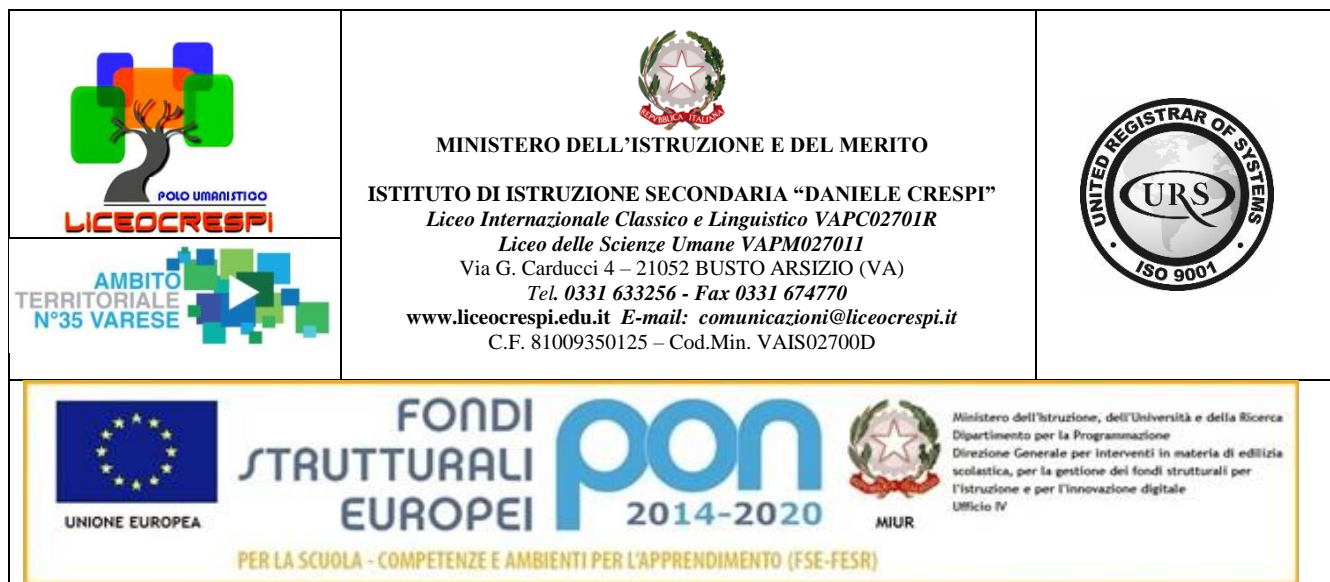 POLO UMANISTICO
LICEOCRESPI
AMBITO
TERRITORIALE
N°35 VARESE
REPVBBLICA ITALIANA
MINISTERO DELL’ISTRUZIONE E DEL MERITO
ISTITUTO DI ISTRUZIONE SECONDARIA “DANIELE CRESPI”
Liceo Internazionale Classico e Linguistico VAPC02701R
Liceo delle Scienze Umane VAPM027011
Via G. Carducci 4 – 21052 BUSTO ARSIZIO (VA)
Tel. 0331 633256 - Fax 0331 674770
www.liceocrespi.edu.it E-mail: comunicazioni@liceocrespi.it
C.F. 81009350125 – Cod.Min. VAIS02700D
UNITED REGISTRAR OF SYSTEMS
URS
ISO 9001
UNIONE EUROPEA
FONDI
STRUTTURALI
EUROPEI
pon
2014-2020
MIUR
Ministero dell'Istruzione, dell'Università e della Ricerca
Dipartimento per la Programmazione
Direzione Generale per interventi in materia di edilizia
scolastica, per la gestione dei fondi strutturali per
l'istruzione e per l'innovazione digitale
Ufficio IV
PER LA SCUOLA - COMPETENZE E AMBIENTI PER L'APPRENDIMENTO (FSE-FESR)